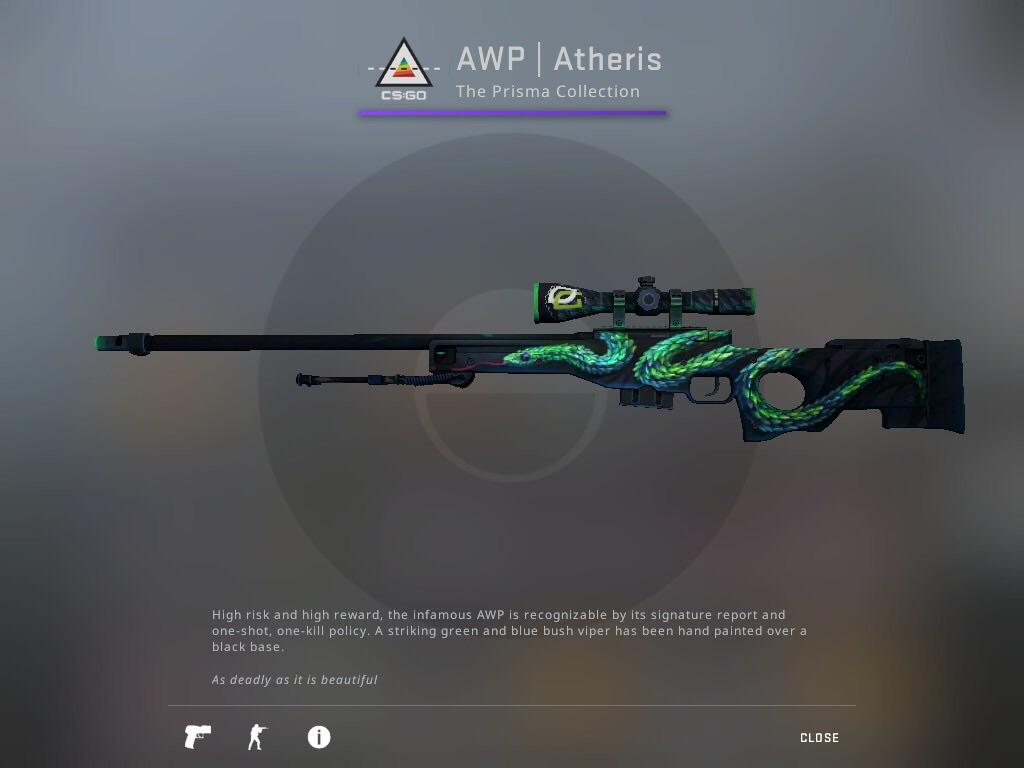 AWP | Atheris
CS:GO
The Prisma Collection
High risk and high reward, the infamous AWP is recognizable by its signature report and
one-shot, one-kill policy. A striking green and blue bush viper has been hand painted over a
black base.
As deadly as it is beautiful
CLOSE